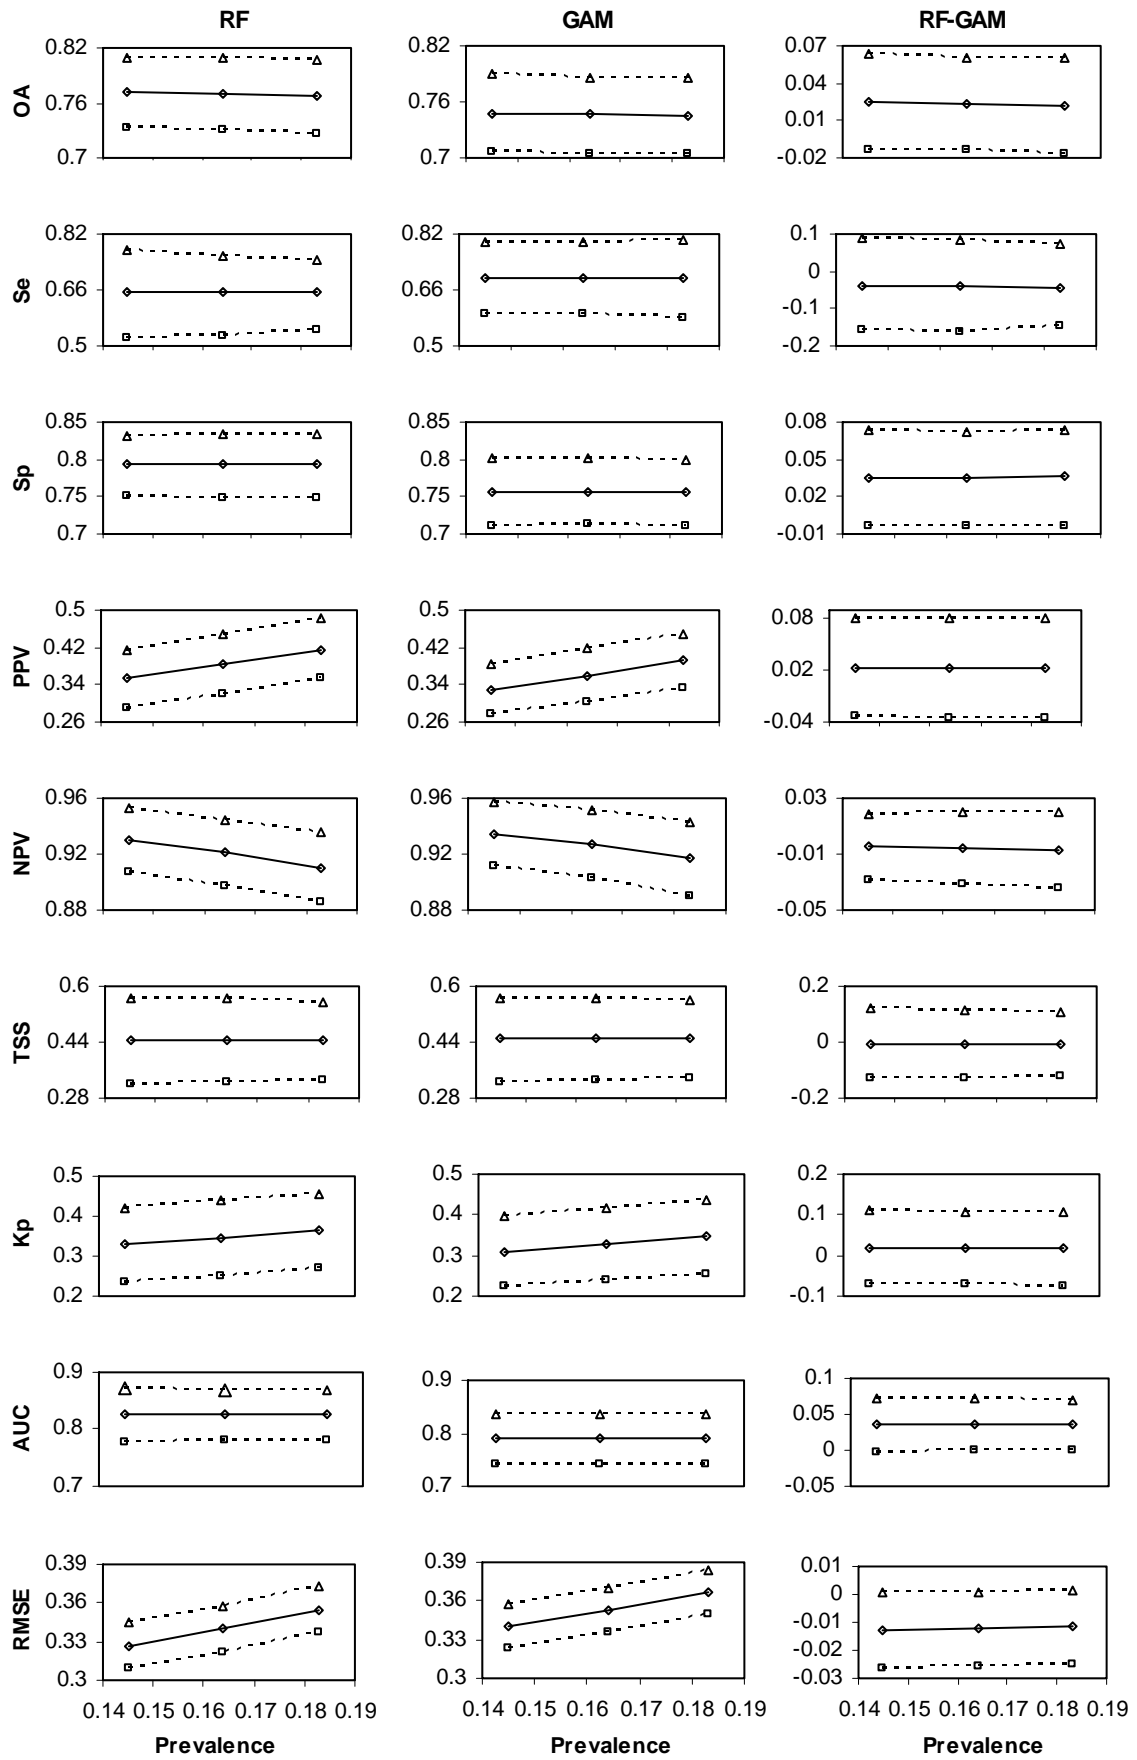 RF GAM RF-GAM
OA
0.82 0.82 0.07
0.76 0.76 0.04
0.01
0.7 0.7 -0.02
Se
0.82 0.82 0.1
0
0.66 0.66
-0.1
0.5 0.5 -0.2
Sp
0.85 0.85 0.08
0.8 0.8 0.05
0.75 0.75 0.02
0.7 0.7 -0.01
PPV
0.5 0.5 0.08
0.42 0.42
0.34 0.34 0.02
0.26 0.26 -0.04
NPV
0.96 0.96 0.03
0.92 0.92 -0.01
0.88 0.88 -0.05
TSS
0.6 0.6 0.2
0.44 0.44 0
0.28 0.28 -0.2
Kp
0.5 0.5 0.2
0.4 0.4 0.1
0.3 0.3 0
0.2 0.2 -0.1
AUC
0.9 0.9 0.1
0.05
0.8 0.8
0
0.7 0.7 -0.05
RMSE
0.39 0.39 0.01
0
0.36 0.36
-0.01
0.33 0.33
-0.02
0.3 0.3 -0.03
0.14 0.15 0.16 0.17 0.18 0.19 0.14 0.15 0.16 0.17 0.18 0.19 0.14 0.15 0.16 0.17 0.18 0.19
Prevalence Prevalence Prevalence